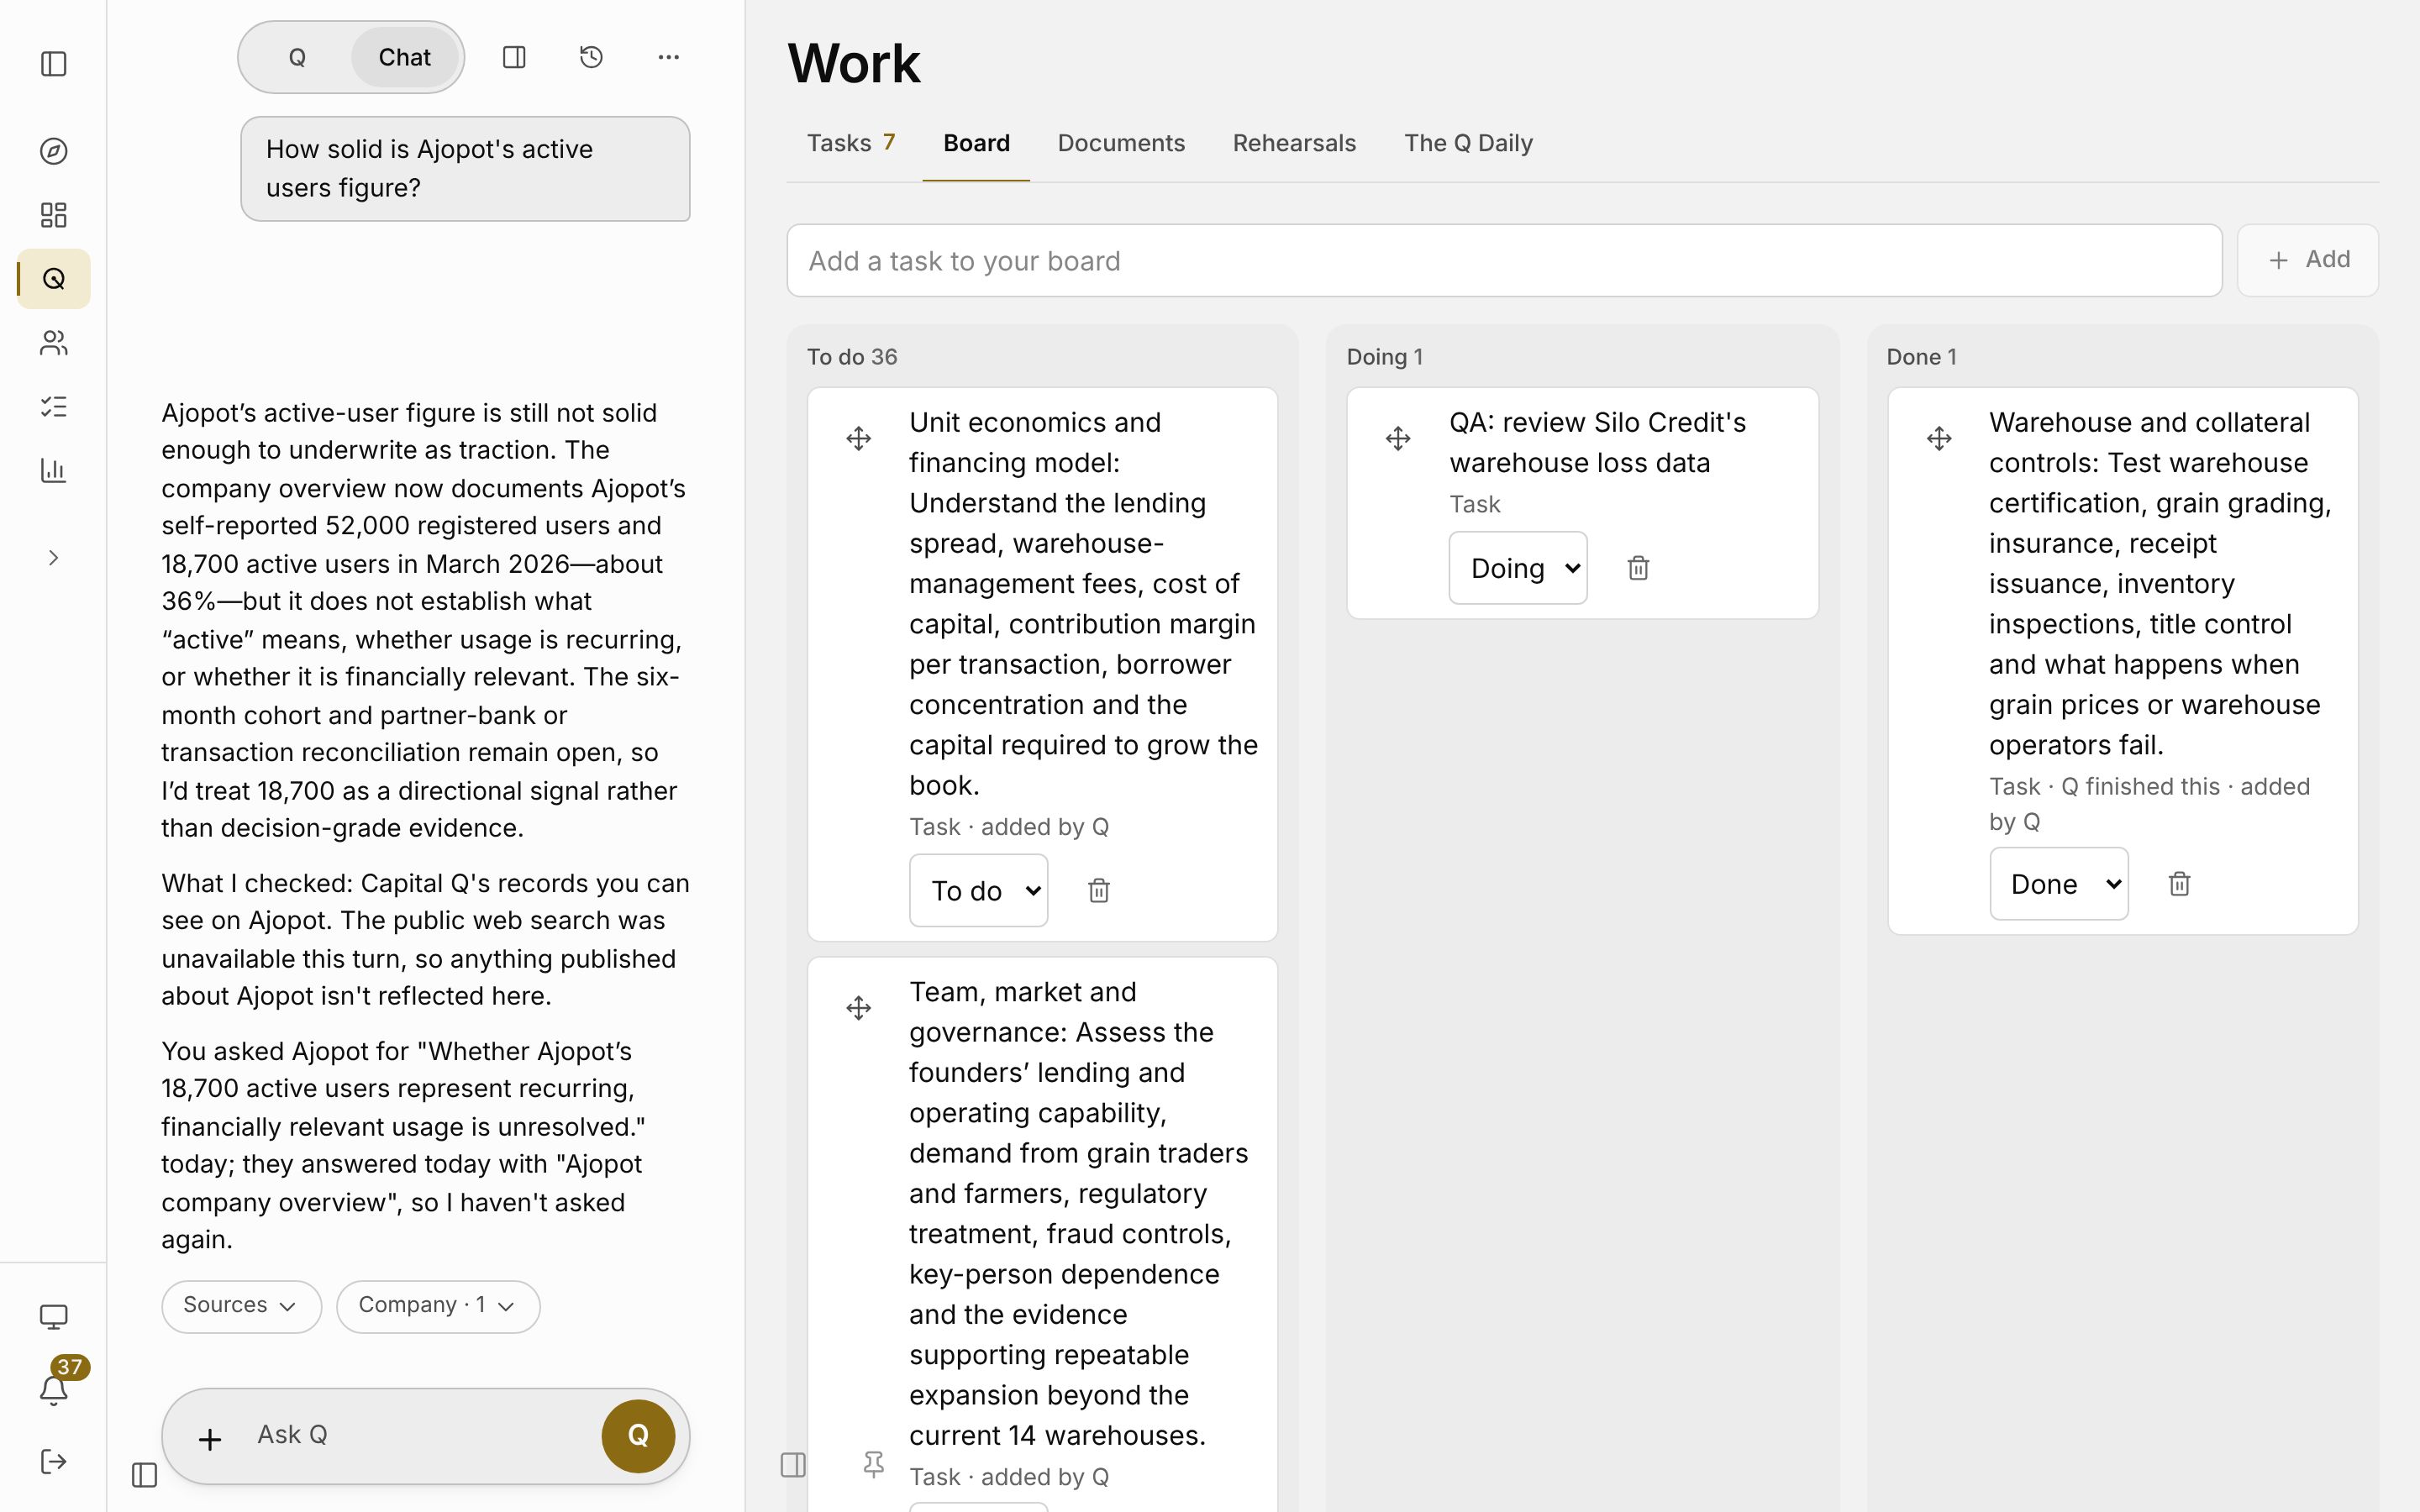 Q
Chat
How solid is Ajopot's active
users figure?
Ajopot’s active-user figure is still not solid
enough to underwrite as traction. The
company overview now documents Ajopot’s
self-reported 52,000 registered users and
18,700 active users in March 2026—about
36%—but it does not establish what
“active” means, whether usage is recurring,
or whether it is financially relevant. The six-
month cohort and partner-bank or
transaction reconciliation remain open, so
I’d treat 18,700 as a directional signal rather
than decision-grade evidence.
What I checked: Capital Q's records you can
see on Ajopot. The public web search was
unavailable this turn, so anything published
about Ajopot isn't reflected here.
You asked Ajopot for "Whether Ajopot’s
18,700 active users represent recurring,
financially relevant usage is unresolved."
today; they answered today with "Ajopot
company overview", so I haven't asked
again.
Sources
Company · 1
37
Ask Q
Q
Work
Tasks 7
Board
Documents
Rehearsals
The Q Daily
Add a task to your board
Add
To do 36
Unit economics and
financing model:
Understand the lending
spread, warehouse-
management fees, cost of
capital, contribution margin
per transaction, borrower
concentration and the
capital required to grow the
book.
Task · added by Q
To do
Team, market and
governance: Assess the
founders’ lending and
operating capability,
demand from grain traders
and farmers, regulatory
treatment, fraud controls,
key-person dependence
and the evidence
supporting repeatable
expansion beyond the
current 14 warehouses.
Task · added by Q
Doing 1
QA: review Silo Credit's
warehouse loss data
Task
Doing
Done 1
Warehouse and collateral
controls: Test warehouse
certification, grain grading,
insurance, receipt
issuance, inventory
inspections, title control
and what happens when
grain prices or warehouse
operators fail.
Task · Q finished this · added
by Q
Done